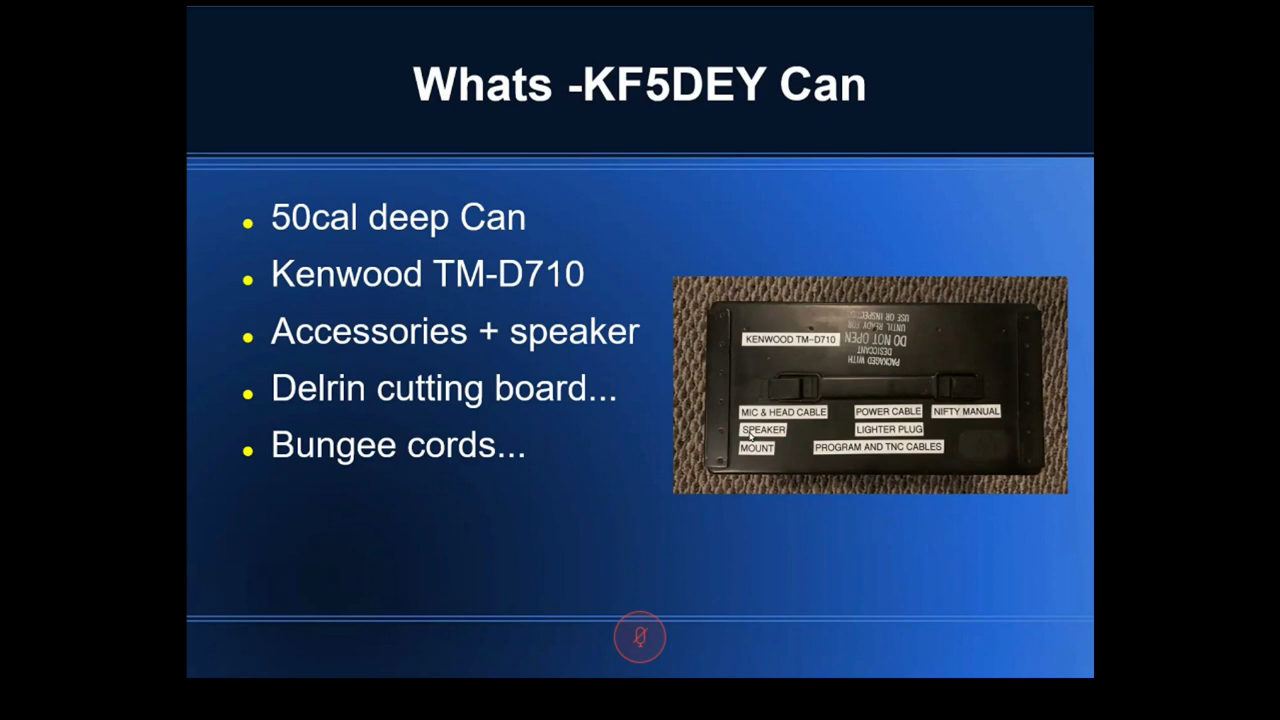 Whats -KF5DEY Can
50cal deep Can
Kenwood TM-D710
Accessories + speaker
Delrin cutting board...
Bungee cords...
KENWOOD TM-D710
PACKAGED WITH
DESICCANT
DO NOT OPEN
UNTIL READY FOR
USE OR INSPEC
MIC & HEAD CABLE
POWER CABLE
NIFTY MANUAL
SPEAKER
LIGHTER PLUG
MOUNT
PROGRAM AND TNC CABLES